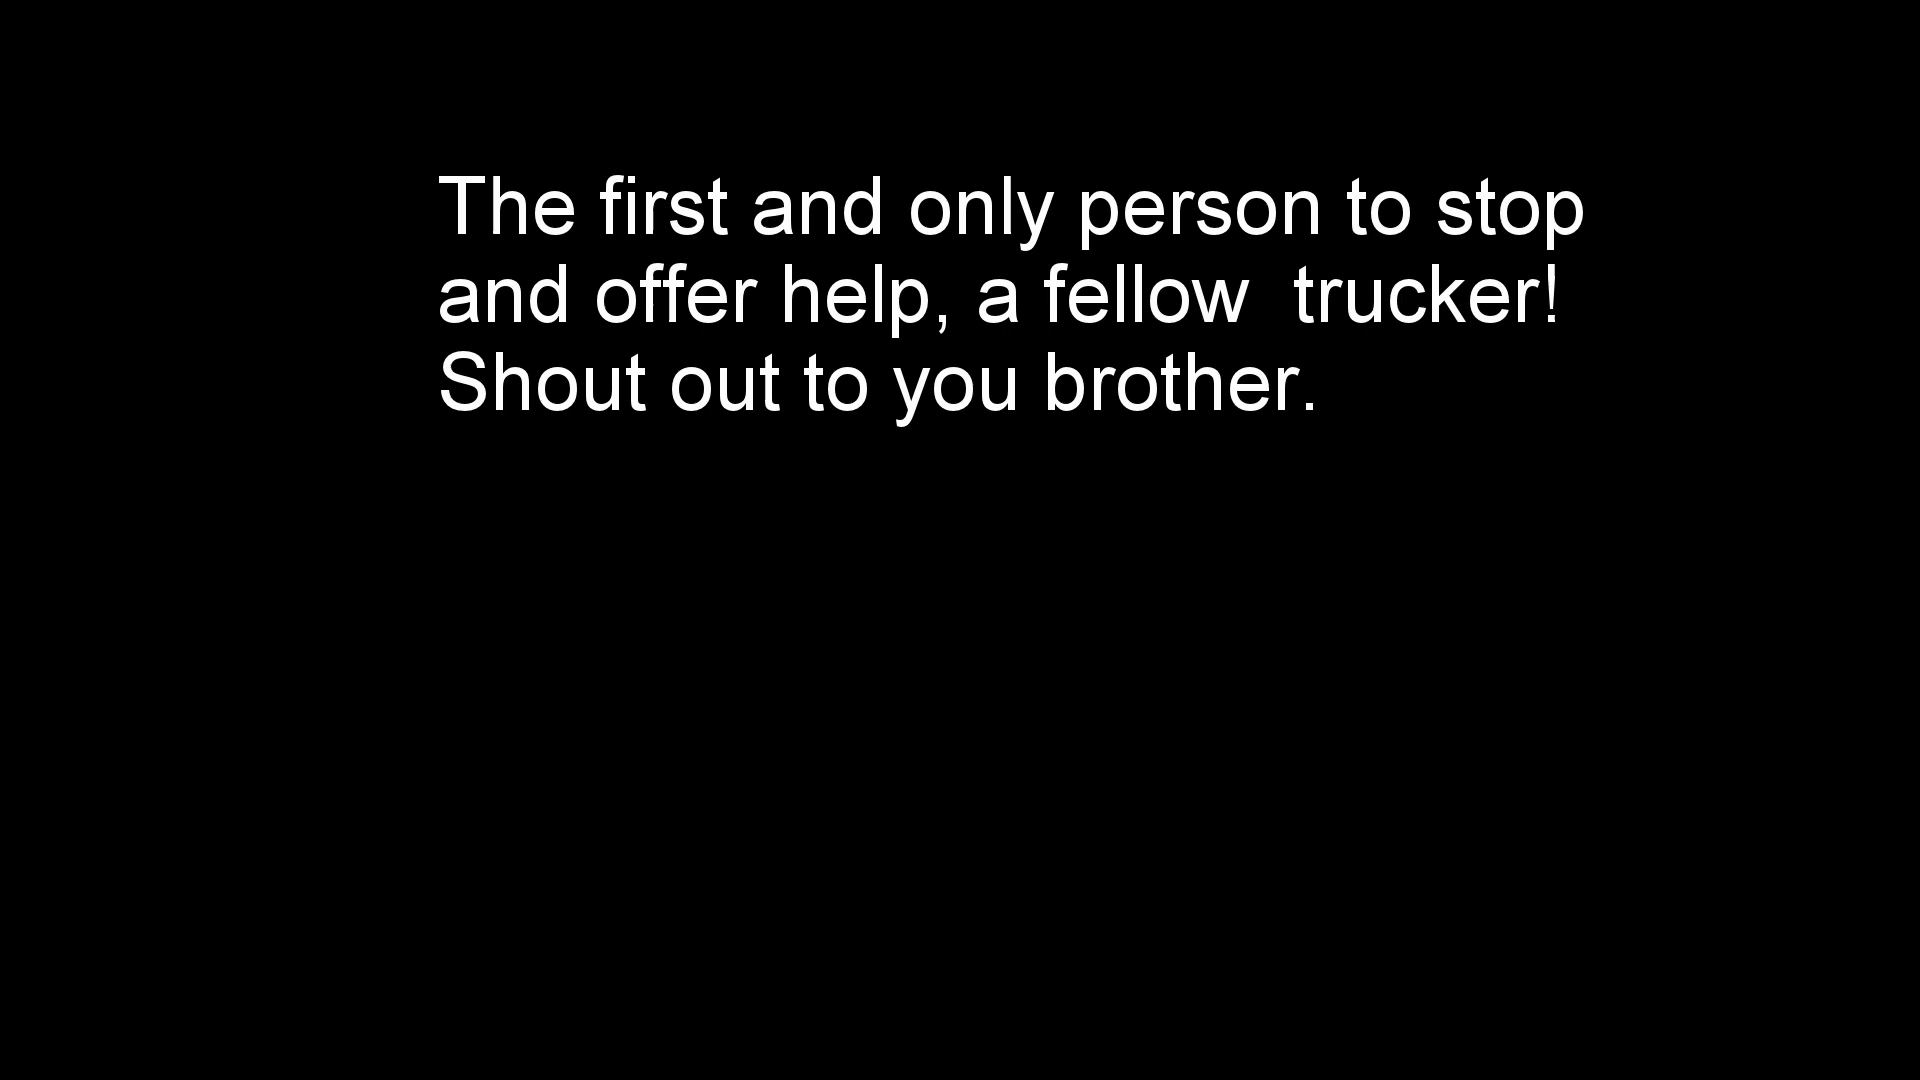 The first and only person to stop
and offer help, a fellow  trucker!
Shout out to you brother.